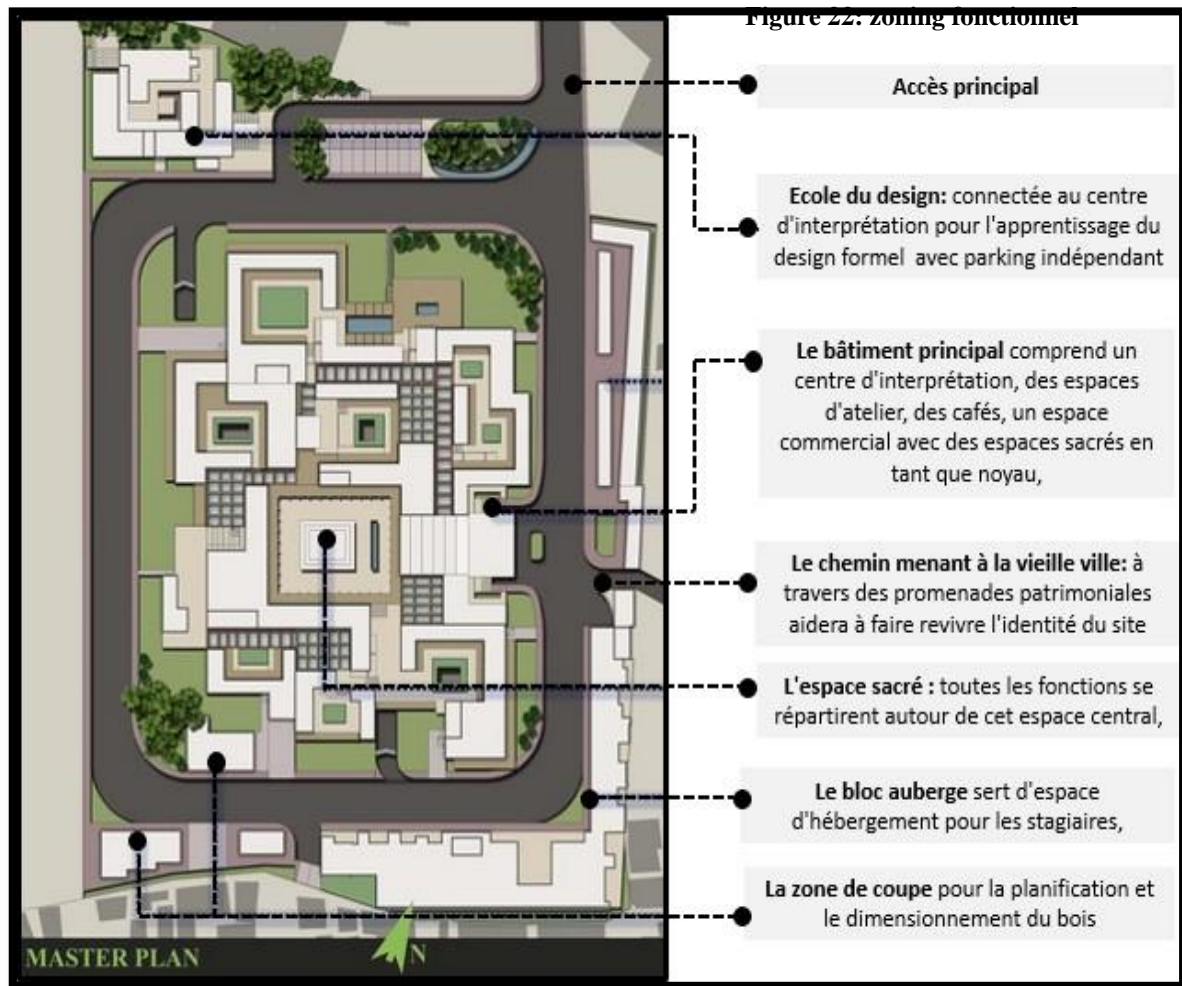 Figure 22: zoning fonctionnel
Accès principal
Ecole du design: connectée au centre
d'interprétation pour l'apprentissage du
design formel avec parking indépendant
Le bâtiment principal comprend un
centre d'interprétation, des espaces
d'atelier, des cafés, un espace
commercial avec des espaces sacrés en
tant que noyau,
Le chemin menant à la vieille ville: à
travers des promenades patrimoniales
aidera à faire revivre l'identité du site
L'espace sacré : toutes les fonctions se
répartirent autour de cet espace central,
Le bloc auberge sert d'espace
d'hébergement pour les stagiaires,
La zone de coupe pour la planification et
le dimensionnement du bois
MASTER PLAN
N